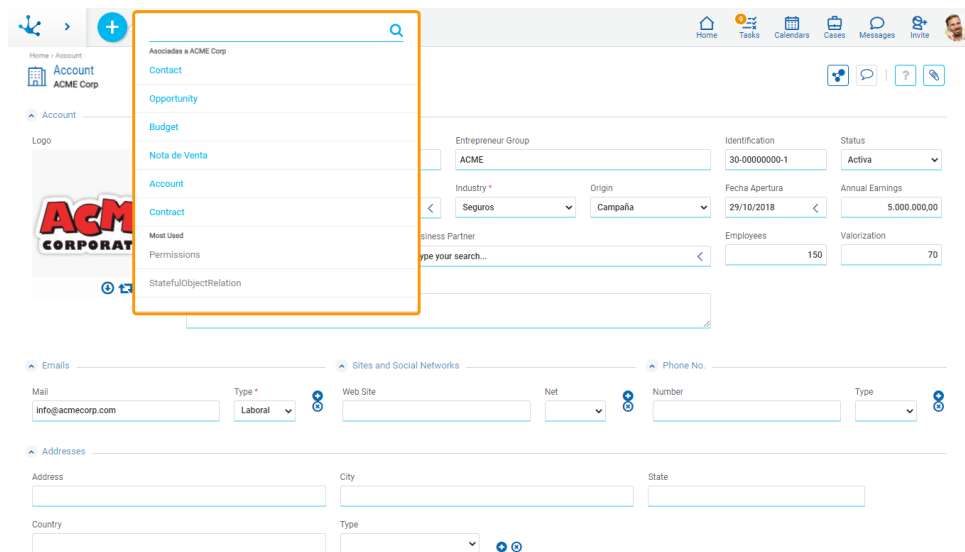 9
Home
Tasks
Calendars
Cases
Messages
Invite
Home > Account
Account
ACME Corp
?
Asociadas a ACME Corp
Contact
Opportunity
Budget
Nota de Venta
Account
Contract
Most Used
Permissions
StatefulObjectRelation
Account
Logo
Entrepreneur Group
Identification
Status
ACME
30-00000000-1
Activa
Industry *
Origin
Fecha Apertura
Annual Earnings
Seguros
Campaña
29/10/2018
5.000.000,00
Partner
Employees
Valorization
your search...
150
70
Emails
Sites and Social Networks
Phone No.
Mail
Type *
Web Site
Net
Number
Type
info@acmecorp.com
Laboral
Addresses
Address
City
State
Country
Type